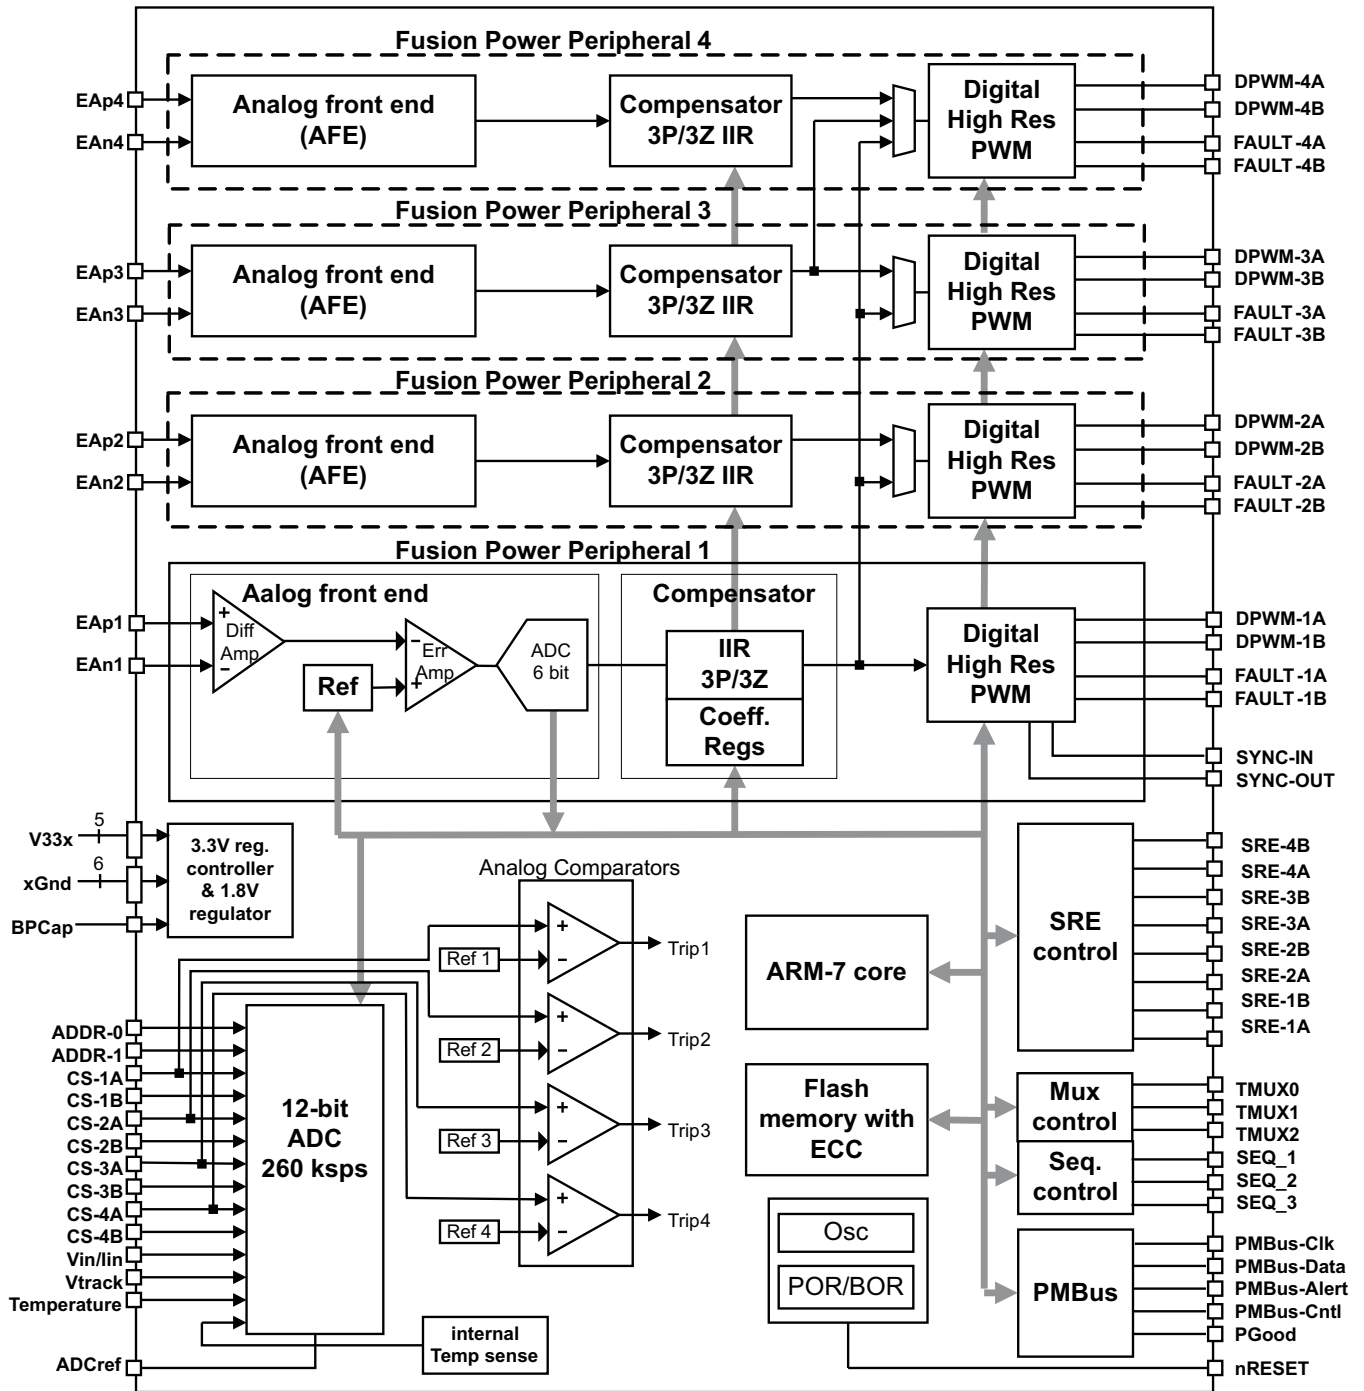 Fusion Power Peripheral 4
EAp4
EAn4
Analog front end
(AFE)
Compensator
3P/3Z IIR
Digital
High Res
PWM
DPWM-4A
DPWM-4B
FAULT-4A
FAULT-4B
Fusion Power Peripheral 3
EAp3
EAn3
Analog front end
(AFE)
Compensator
3P/3Z IIR
Digital
High Res
PWM
DPWM-3A
DPWM-3B
FAULT-3A
FAULT-3B
Fusion Power Peripheral 2
EAp2
EAn2
Analog front end
(AFE)
Compensator
3P/3Z IIR
Digital
High Res
PWM
DPWM-2A
DPWM-2B
FAULT-2A
FAULT-2B
Fusion Power Peripheral 1
EAp1
EAn1
Aalog front end
+
Diff
Amp
−
Ref
−
Err
Amp
+
ADC
6 bit
Compensator
IIR
3P/3Z
Coeff.
Regs
Digital
High Res
PWM
DPWM-1A
DPWM-1B
FAULT-1A
FAULT-1B
SYNC-IN
SYNC-OUT
V33x
5
xGnd
6
BPCap
3.3V reg.
controller
& 1.8V
regulator
Analog Comparators
Ref 1
+
−
Trip1
Ref 2
+
−
Trip2
Ref 3
+
−
Trip3
Ref 4
+
−
Trip4
ADDR-0
ADDR-1
CS-1A
CS-1B
CS-2A
CS-2B
CS-3A
CS-3B
CS-4A
CS-4B
Vin/Iin
Vtrack
Temperature
ADCref
12-bit
ADC
260 ksps
internal
Temp sense
ARM-7 core
Flash
memory with
ECC
Osc
POR/BOR
SRE
control
SRE-4B
SRE-4A
SRE-3B
SRE-3A
SRE-2B
SRE-2A
SRE-1B
SRE-1A
Mux
control
TMUX0
TMUX1
TMUX2
Seq.
control
SEQ_1
SEQ_2
SEQ_3
PMBus
PMBus-Clk
PMBus-Data
PMBus-Alert
PMBus-Cntl
PGood
nRESET